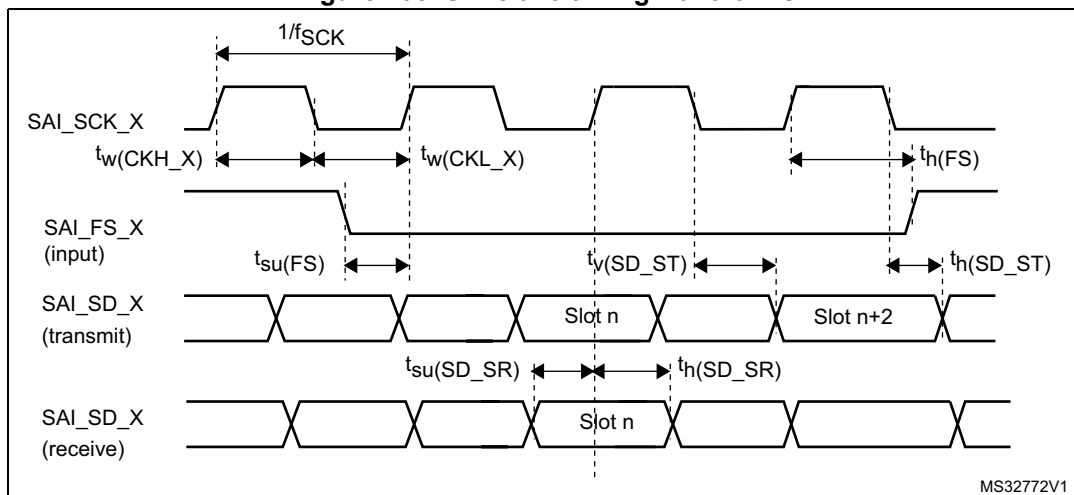 1/fSCK
SAI_SCK_X
tw(CKH_X)
tw(CKL_X)
th(FS)
SAI_FS_X
(input)
tsu(FS)
tv(SD_ST)
th(SD_ST)
SAI_SD_X
(transmit)
Slot n
Slot n+2
tsu(SD_SR)
th(SD_SR)
SAI_SD_X
(receive)
Slot n
MS32772V1